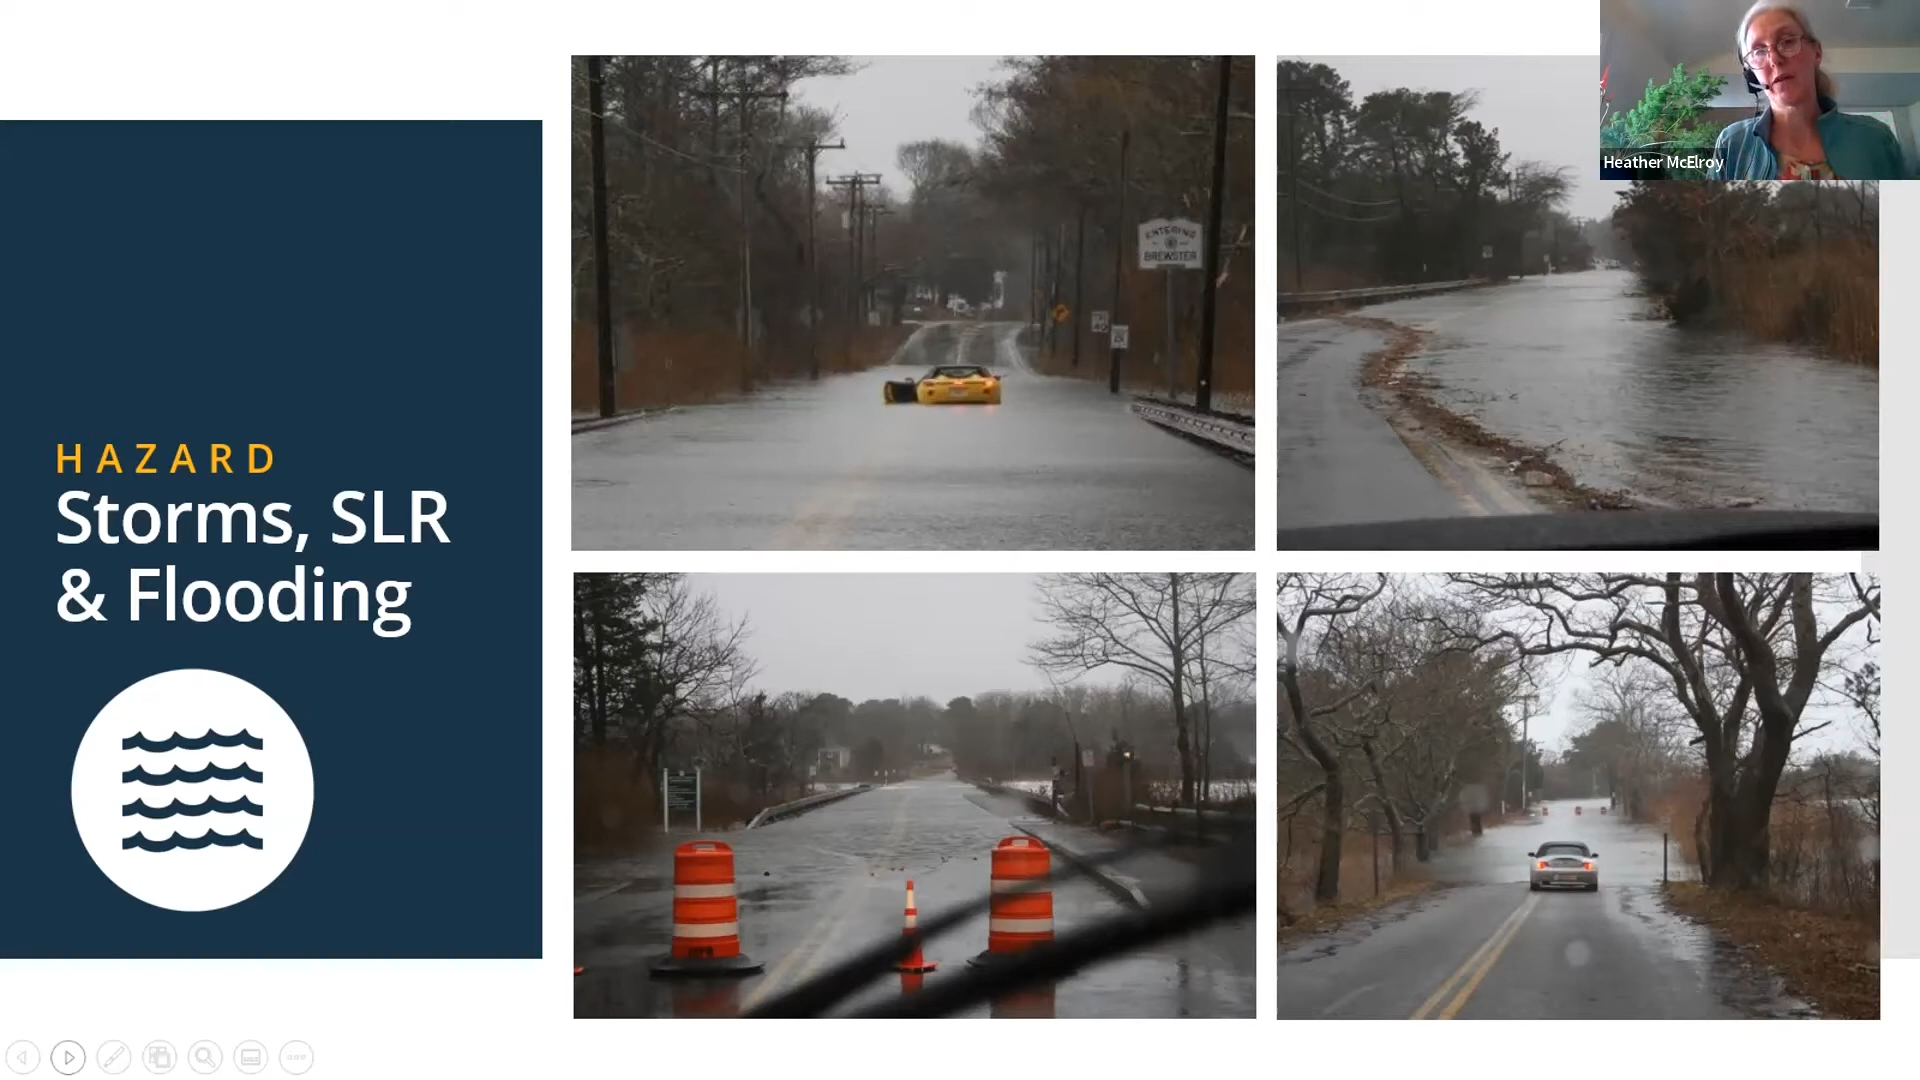 HAZARD
Storms, SLR
& Flooding
ENTERING
BREWSTER
Heather McElroy